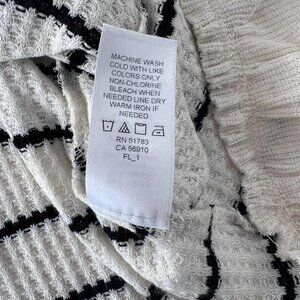 MACHINE WASH
COLD WITH LIKE
COLORS ONLY
NON-CHLORINE
BLEACH WHEN
NEEDED LINE DRY
WARM IRON IF
NEEDED
RN 51783
CA 56910
FL_1